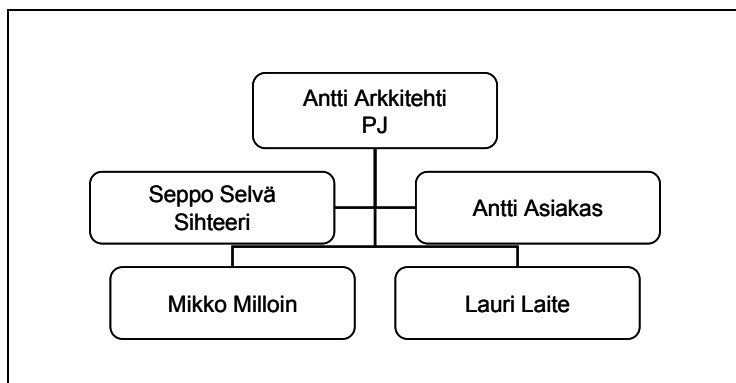 Antti Arkkitehti
PJ
Seppo Selvä
Sihteeri
Antti Asiakas
Mikko Milloin
Lauri Laite